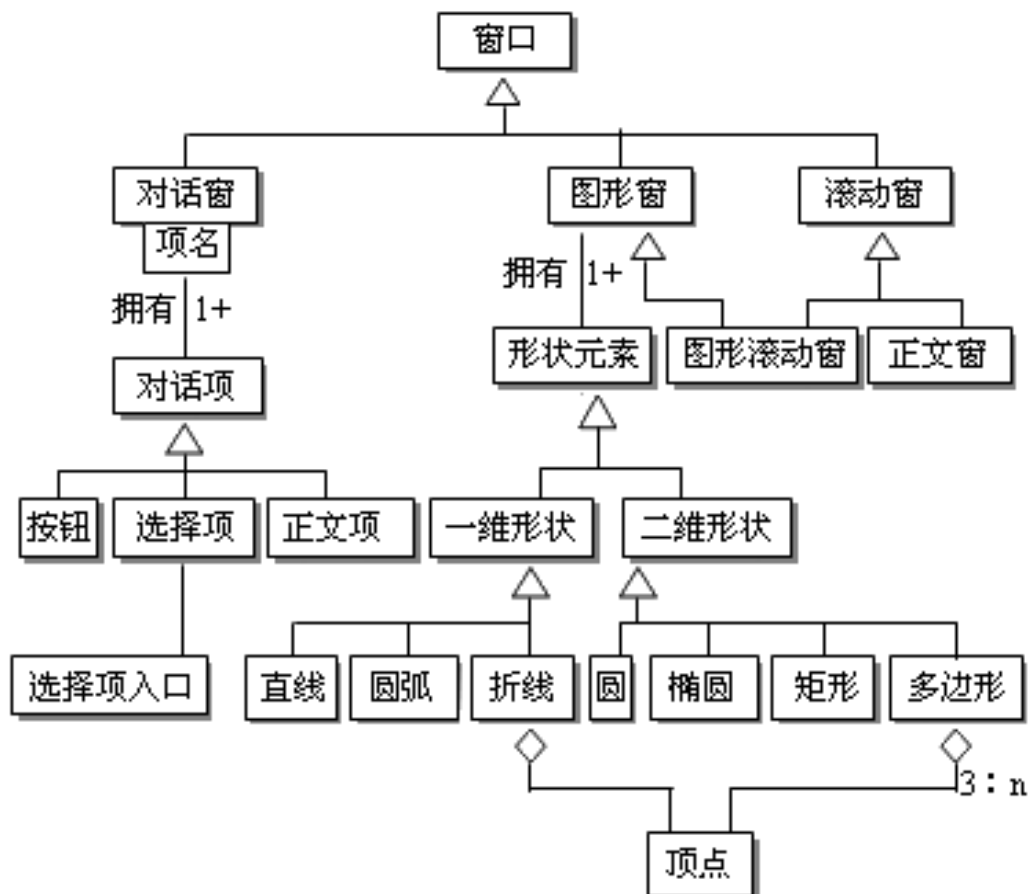 窗口
对话窗
图形窗
滚动窗
项名
拥有
1+
拥有
1+
对话项
形状元素
图形滚动窗
正文窗
按钮
选择项
正文项
一维形状
二维形状
选择项入口
直线
圆弧
折线
圆
椭圆
矩形
多边形
3：n
顶点